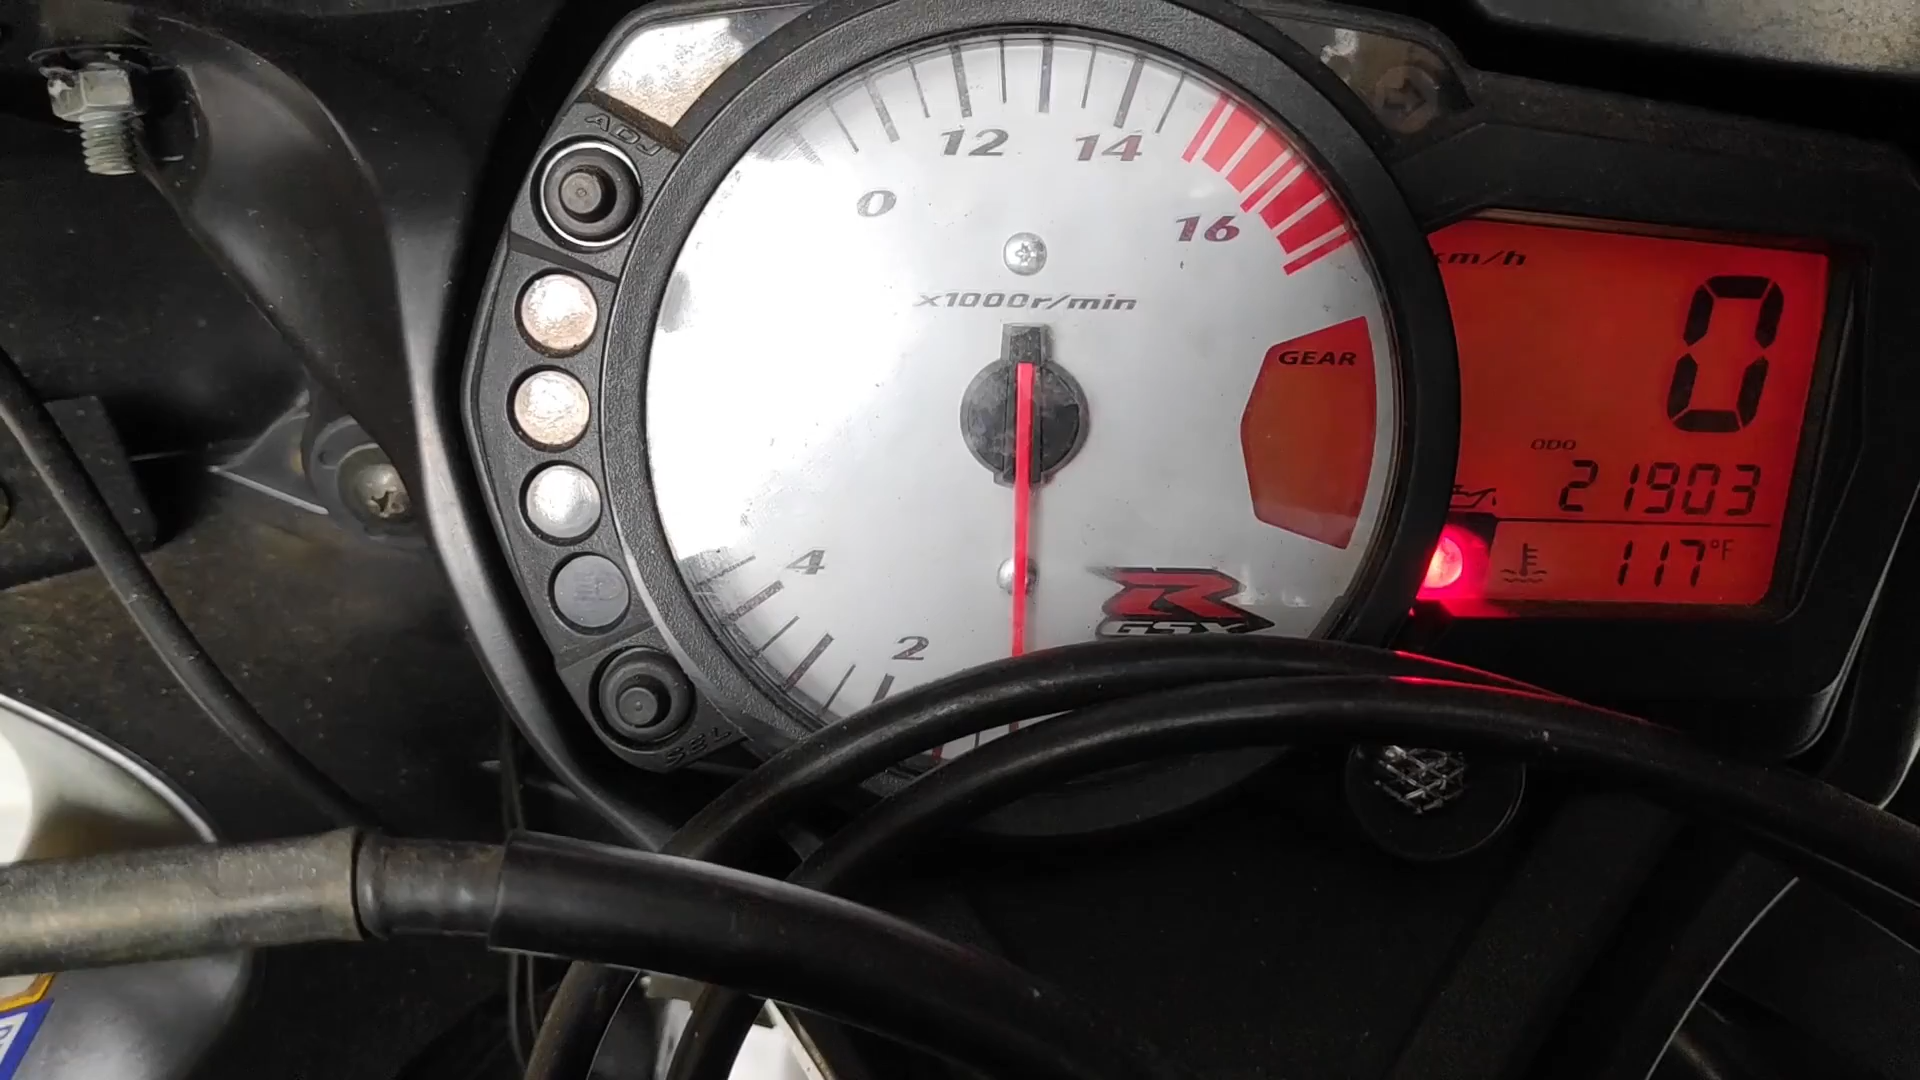 ADJ
12
14
0
16
x1000r/min
GEAR
4
2
R
GSX
SEL
km/h
0
ODO
21903
117°F